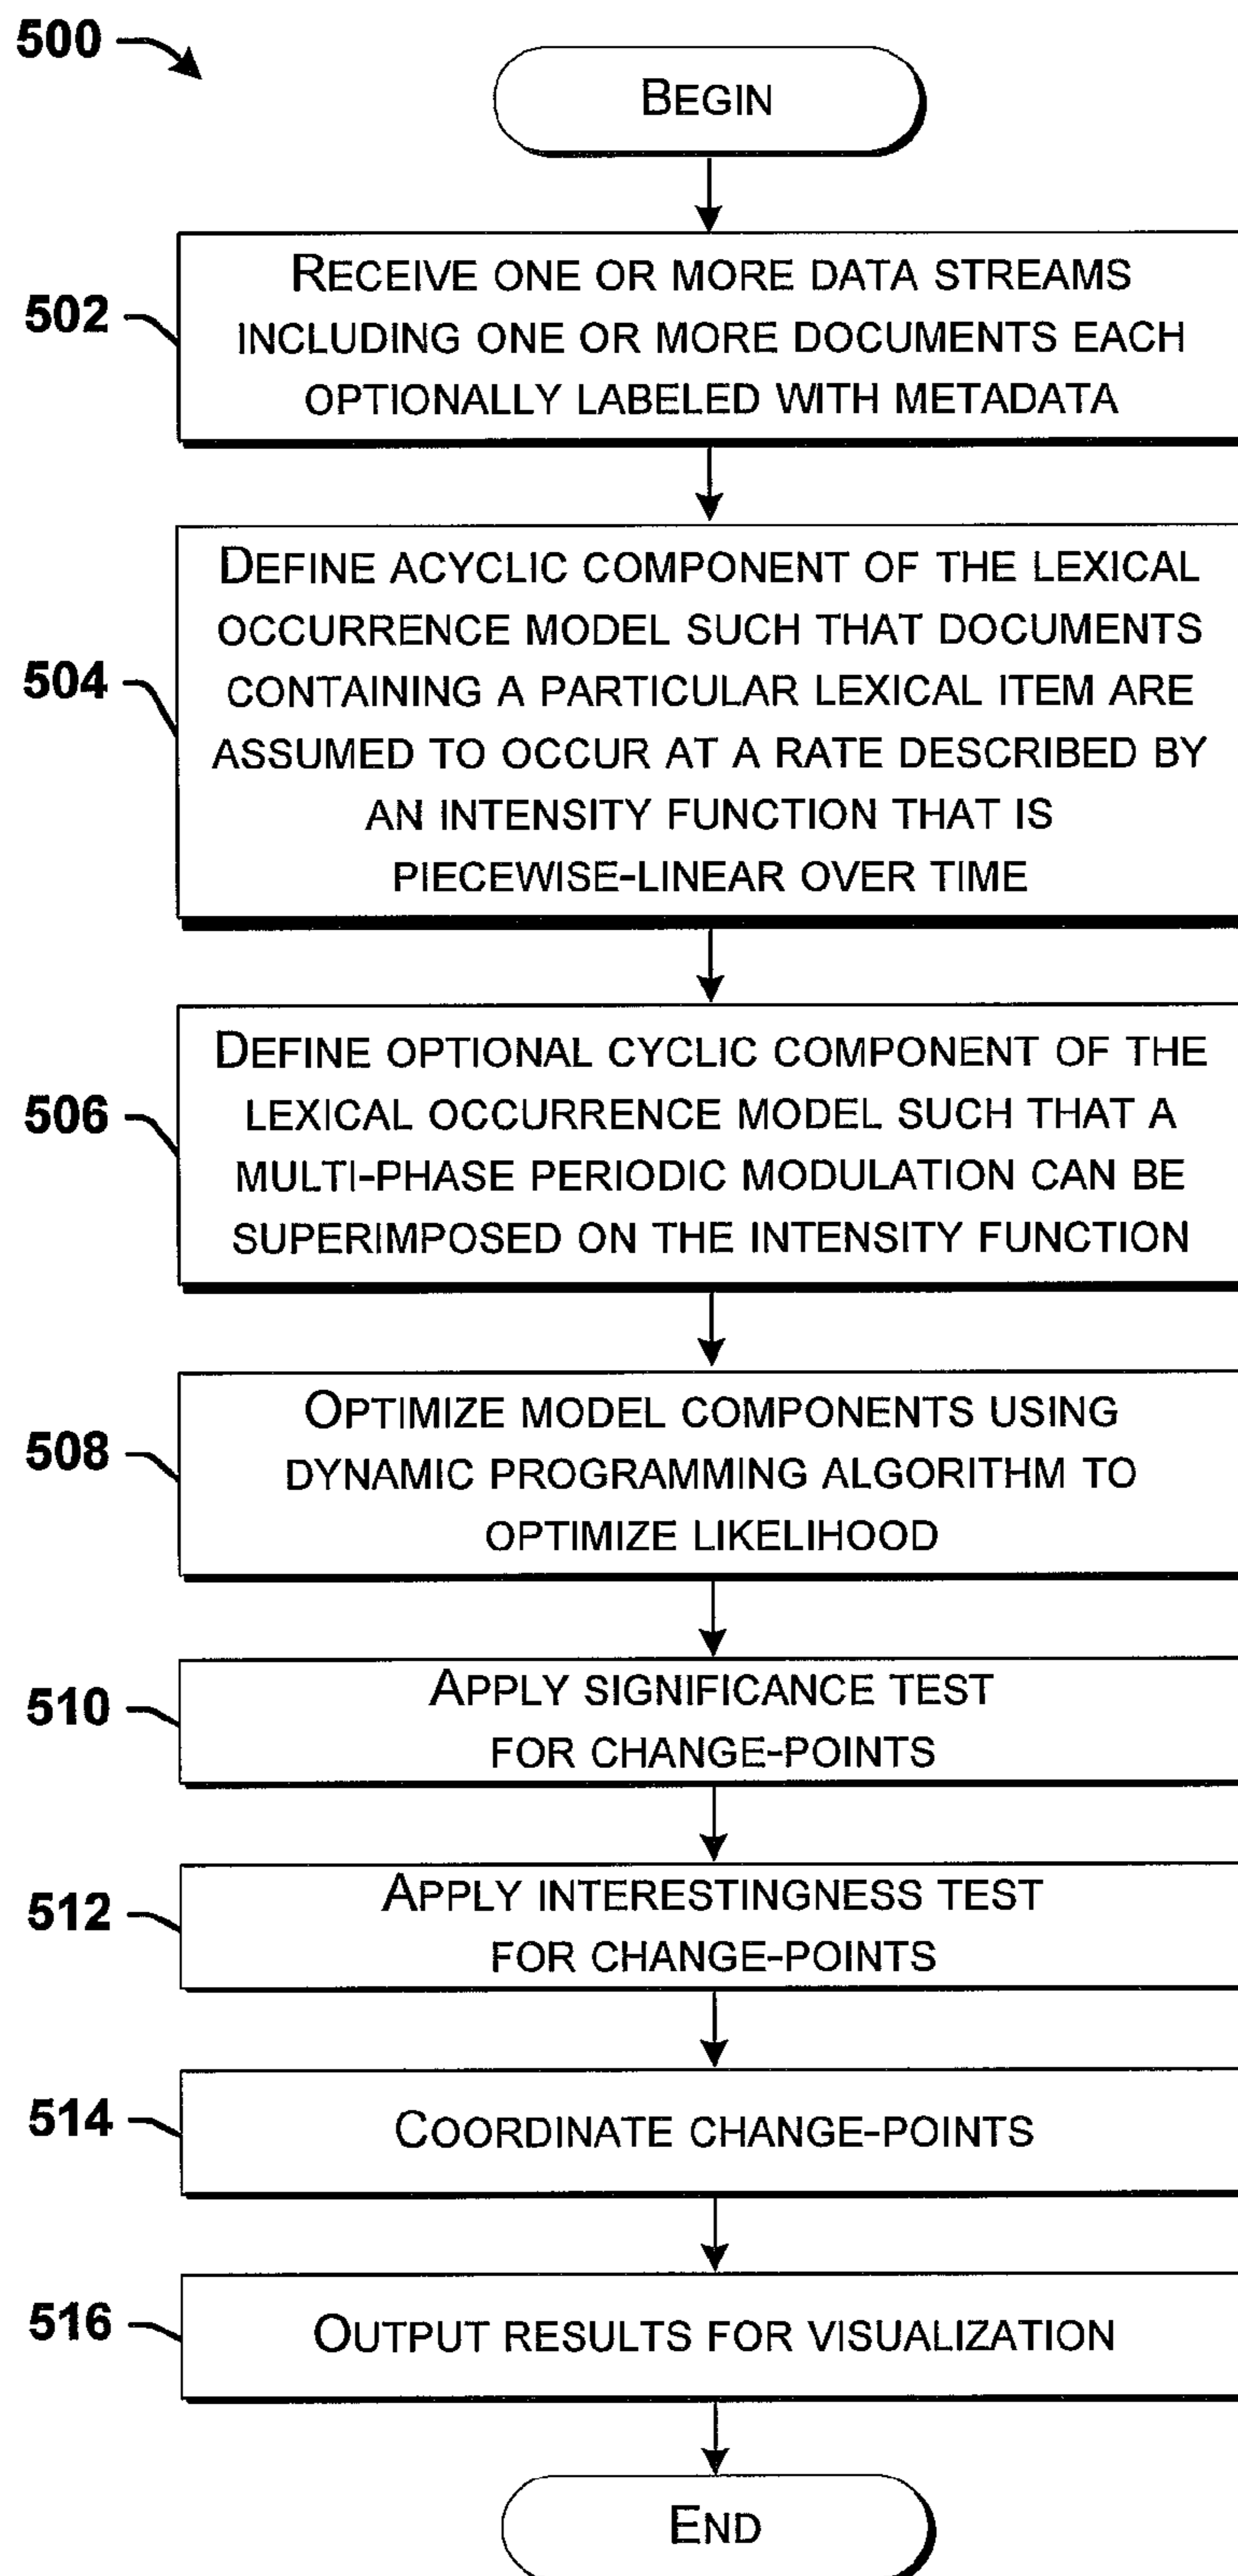 500
BEGIN
502
RECEIVE ONE OR MORE DATA STREAMS
INCLUDING ONE OR MORE DOCUMENTS EACH
OPTIONALLY LABELED WITH METADATA
504
DEFINE ACYCLIC COMPONENT OF THE LEXICAL
OCCURRENCE MODEL SUCH THAT DOCUMENTS
CONTAINING A PARTICULAR LEXICAL ITEM ARE
ASSUMED TO OCCUR AT A RATE DESCRIBED BY
AN INTENSITY FUNCTION THAT IS
PIECEWISE-LINEAR OVER TIME
506
DEFINE OPTIONAL CYCLIC COMPONENT OF THE
LEXICAL OCCURRENCE MODEL SUCH THAT A
MULTI-PHASE PERIODIC MODULATION CAN BE
SUPERIMPOSED ON THE INTENSITY FUNCTION
508
OPTIMIZE MODEL COMPONENTS USING
DYNAMIC PROGRAMMING ALGORITHM TO
OPTIMIZE LIKELIHOOD
510
APPLY SIGNIFICANCE TEST
FOR CHANGE-POINTS
512
APPLY INTERESTINGNESS TEST
FOR CHANGE-POINTS
514
COORDINATE CHANGE-POINTS
516
OUTPUT RESULTS FOR VISUALIZATION
END